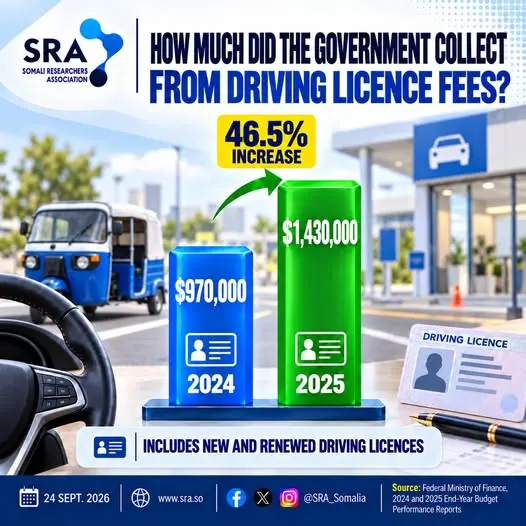 SRA
SOMALI RESEARCHERS
ASSOCIATION
HOW MUCH DID THE GOVERNMENT COLLECT
FROM DRIVING LICENCE FEES?
46.5%
INCREASE
$970,000
2024
$1,430,000
2025
DRIVING LICENCE
INCLUDES NEW AND RENEWED DRIVING LICENCES
24 SEPT. 2026
www.sra.so
@SRA_Somalia
Source: Federal Ministry of Finance,
2024 and 2025 End-Year Budget
Performance Reports